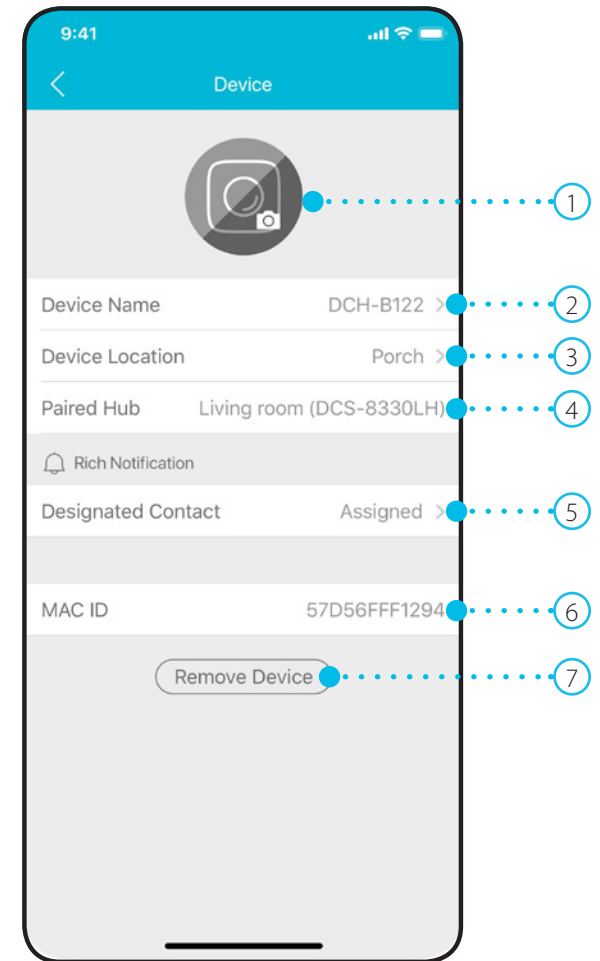 9:41
Device
1
Device Name DCH-B122 2
Device Location Porch 3
Paired Hub Living room (DCS-8330LH) 4
Rich Notification
Designated Contact Assigned 5
MAC ID 57D56FFF1294 6
Remove Device 7